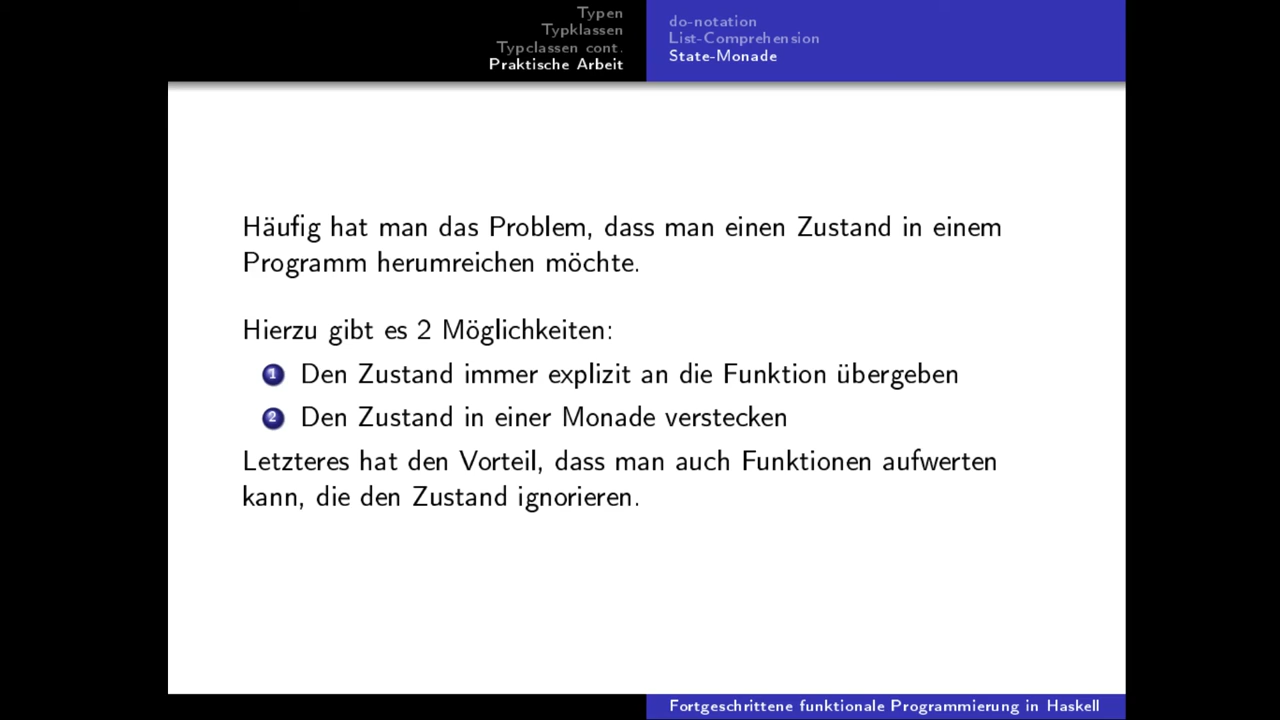 Typen
Typklassen
Typclassen cont.
Praktische Arbeit
do-notation
List-Comprehension
State-Monade
Häufig hat man das Problem, dass man einen Zustand in einem
Programm herumreichen möchte.
Hierzu gibt es 2 Möglichkeiten:
1 Den Zustand immer explizit an die Funktion übergeben
2 Den Zustand in einer Monade verstecken
Letzteres hat den Vorteil, dass man auch Funktionen aufwerten
kann, die den Zustand ignorieren.
Fortgeschrittene funktionale Programmierung in Haskell